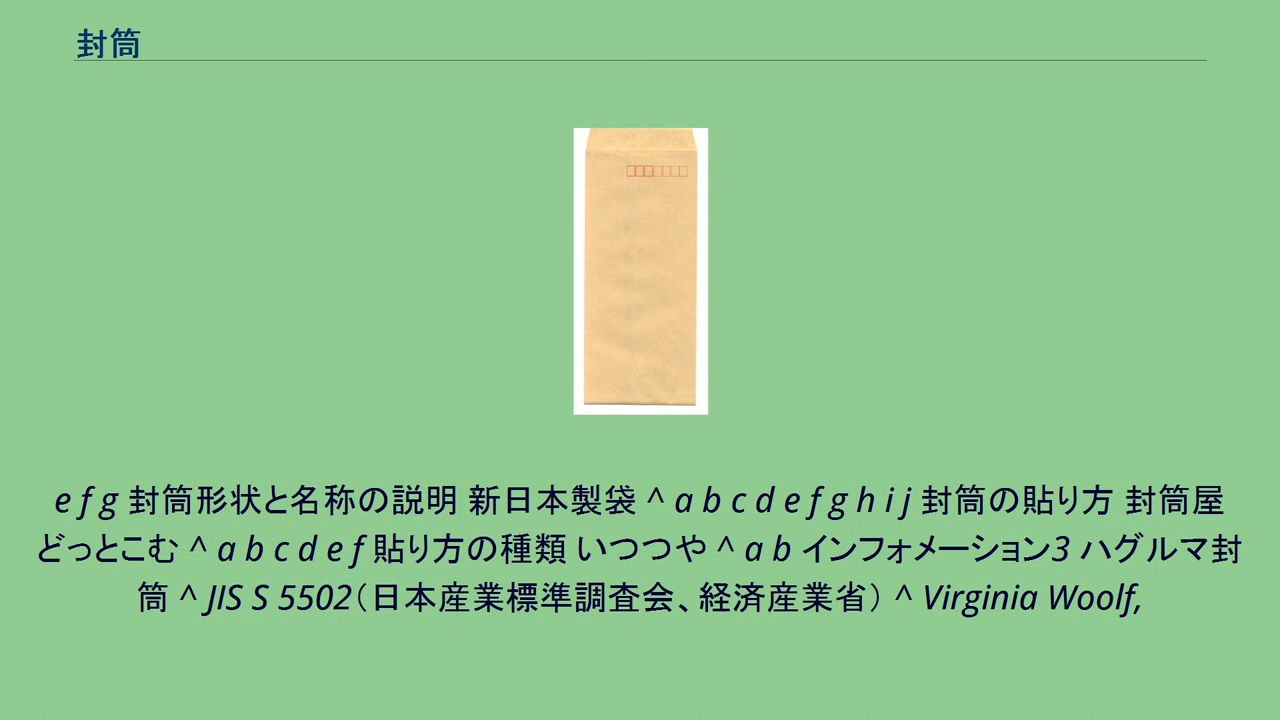 封筒
e f g 封筒形状と名称の説明 新日本製袋 ^ a b c d e f g h i j 封筒の貼り方 封筒屋
どっとこむ ^ a b c d e f 貼り方の種類 いつつや ^ a b インフォメーション3 ハグルマ封
筒 ^ JIS S 5502（日本産業標準調査会、経済産業省） ^ Virginia Woolf,